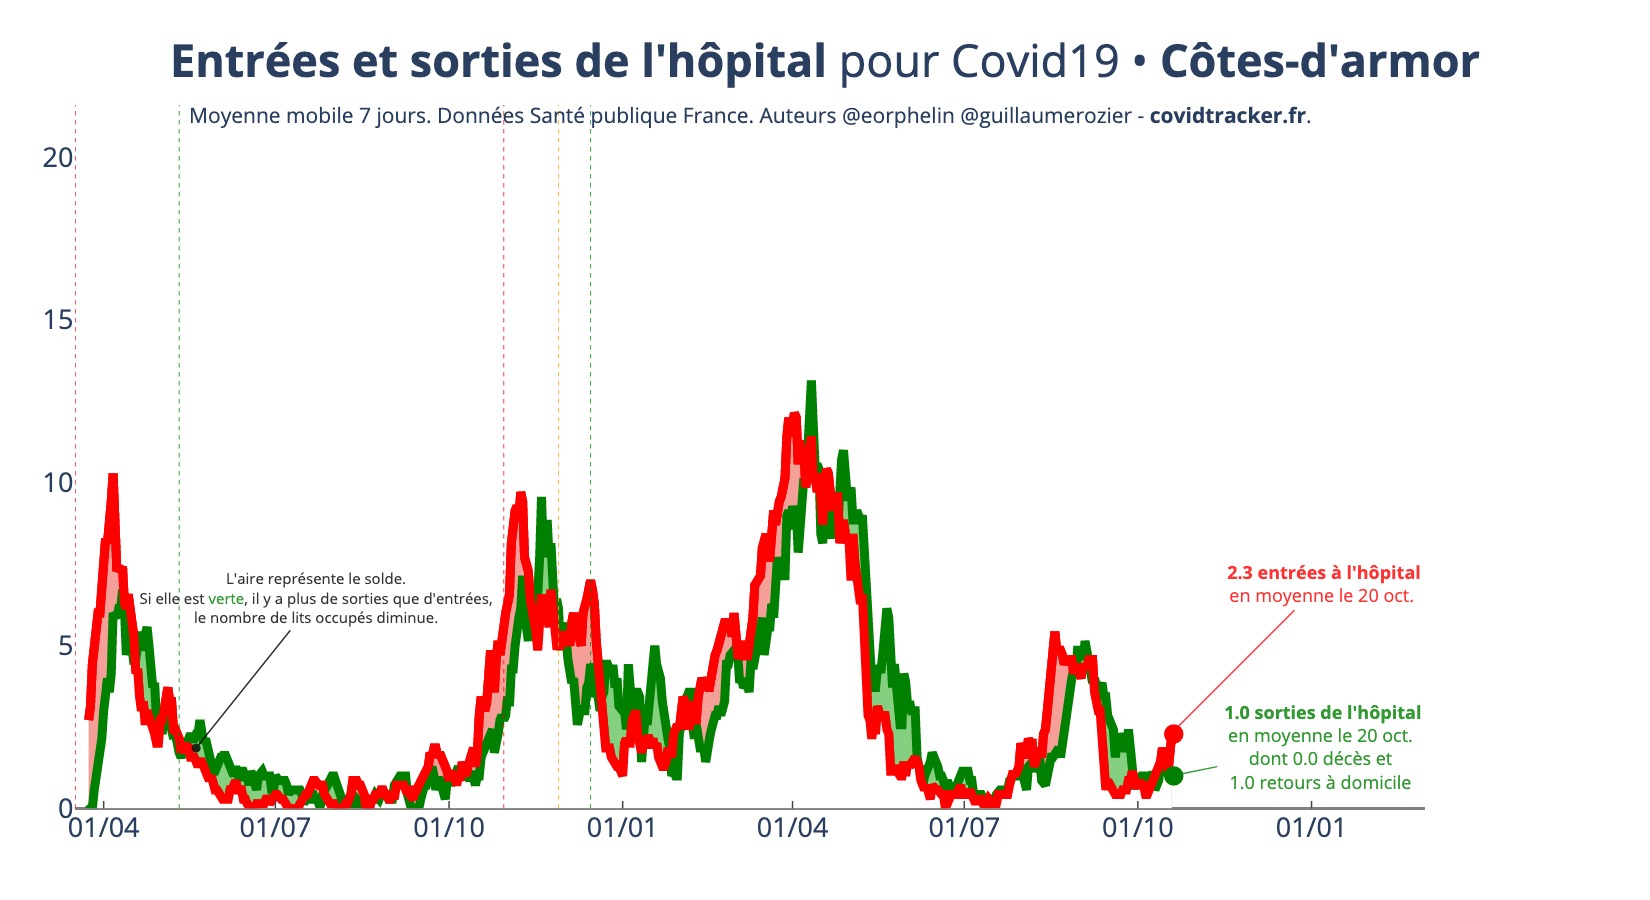 Entrées et sorties de l'hôpital pour Covid19 • Côtes-d'armor
Moyenne mobile 7 jours. Données Santé publique France. Auteurs @eorphelin @guillaumerozier - covidtracker.fr.
20
15
10
5
0
L'aire représente le solde.
Si elle est verte, il y a plus de sorties que d'entrées,
le nombre de lits occupés diminue.
2.3 entrées à l'hôpital
en moyenne le 20 oct.
1.0 sorties de l'hôpital
en moyenne le 20 oct.
dont 0.0 décès et
1.0 retours à domicile
01/04 01/07 01/10 01/01 01/04 01/07 01/10 01/01